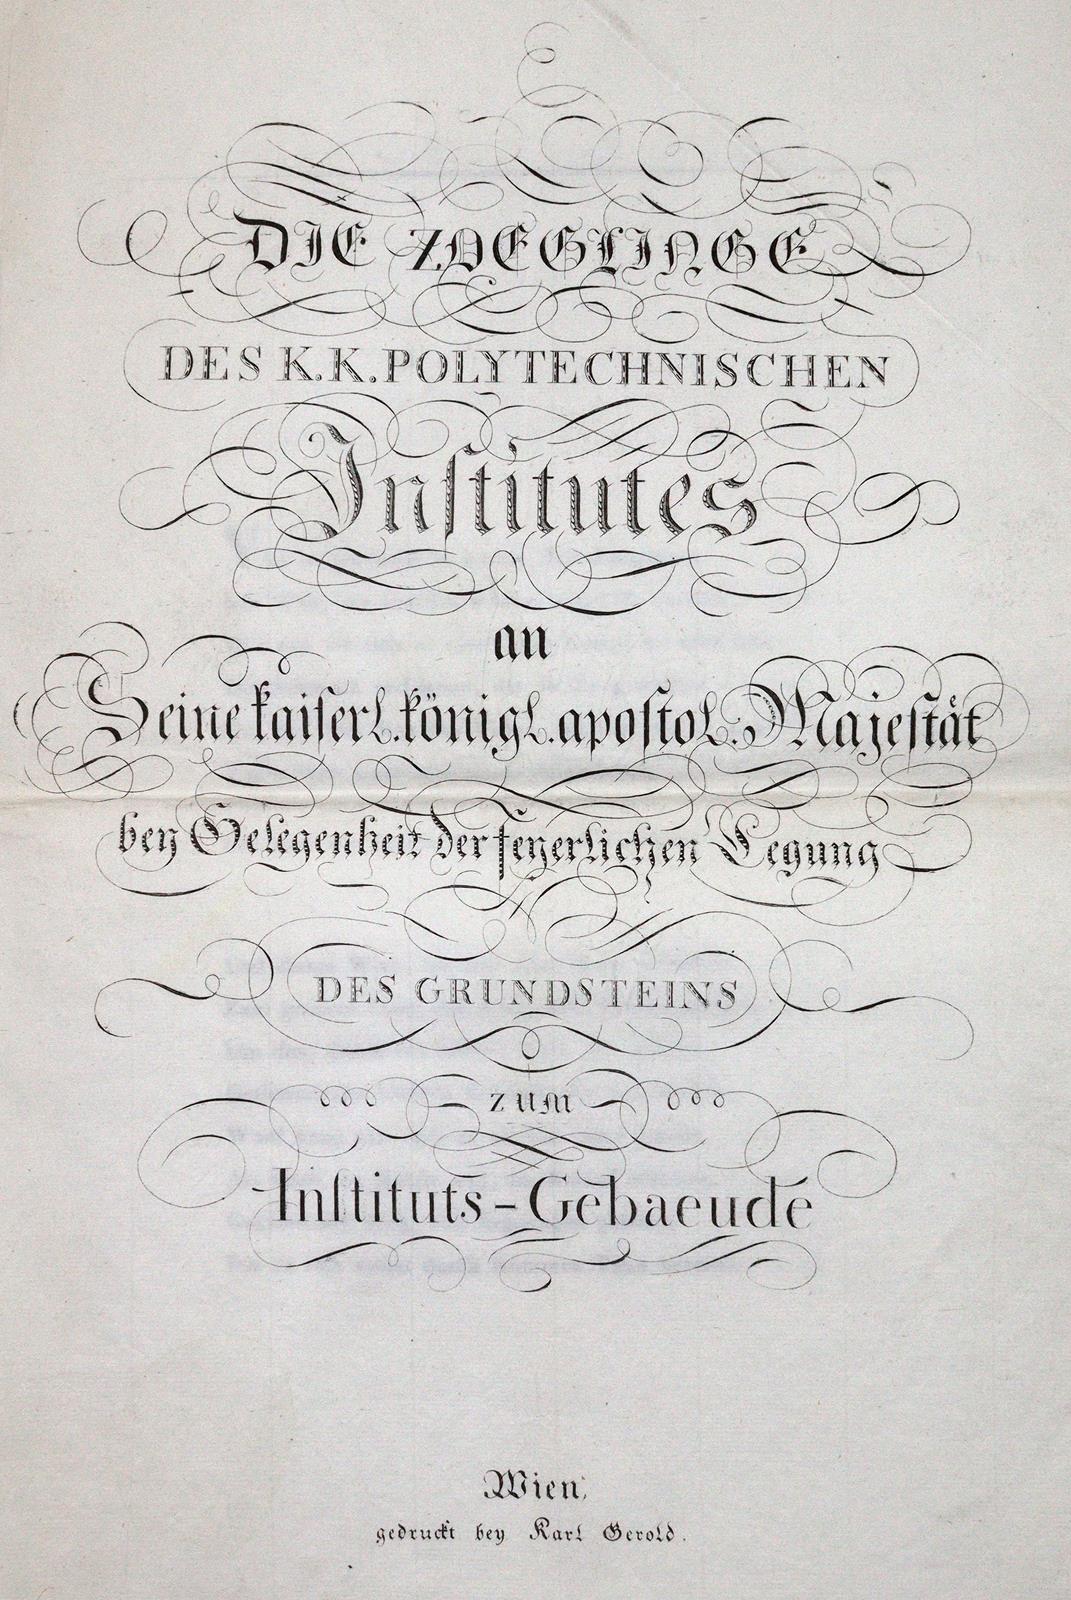 DIE ZOEGLINGE
DES K.K. POLYTECHNISCHEN
Inſtitutes
an
Seine kaiſerl. königl. apoſtol. Majeſtät
bey Gelegenheit der feyerlichen Legung
DES GRUNDSTEINS
ZUM
Inſtituts-Gebaeude
Wien,
gedruckt bey Karl Gerold.